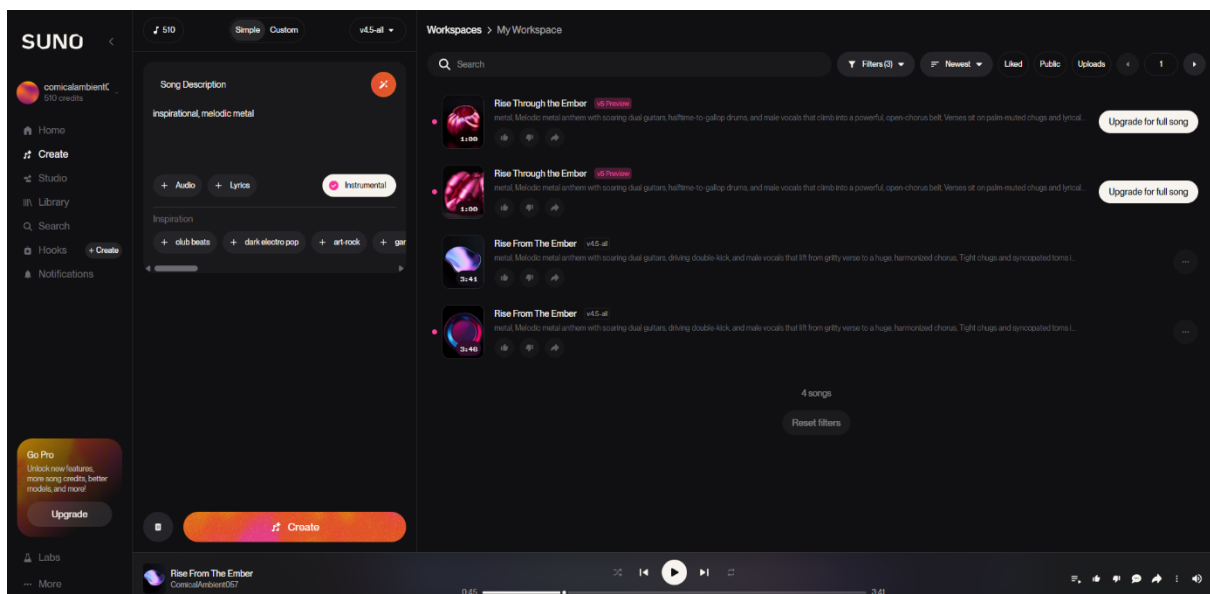 SUNO
comicalambientC
510 credits
Home
Create
Studio
Library
Search
Hooks
+ Create
Notifications
Go Pro
Unlock new features,
more song credits, better
models, and more!
Upgrade
Labs
More
510
Simple
Custom
v4.5-all
Song Description
inspirational, melodic metal
+ Audio
+ Lyrics
Instrumental
Inspiration
+ club beats
+ dark electro pop
+ art-rock
+ gar
Create
Workspaces > My Workspace
Search
Filters (3)
Newest
Liked
Public
Uploads
1
Rise Through the Ember v5 Preview
metal, Melodic metal anthem with soaring dual guitars, halftime-to-gallop drums, and male vocals that climb into a powerful, open-chorus belt. Verses sit on palm-muted chugs and lyrical...
1:00
Upgrade for full song
Rise Through the Ember v5 Preview
metal, Melodic metal anthem with soaring dual guitars, halftime-to-gallop drums, and male vocals that climb into a powerful, open-chorus belt. Verses sit on palm-muted chugs and lyrical...
1:00
Upgrade for full song
Rise From The Ember v4.5-all
metal, Melodic metal anthem with soaring dual guitars, driving double-kick, and male vocals that lift from gritty verse to a huge, harmonized chorus. Tight chugs and syncopated toms i...
3:41
Rise From The Ember v4.5-all
metal, Melodic metal anthem with soaring dual guitars, driving double-kick, and male vocals that lift from gritty verse to a huge, harmonized chorus. Tight chugs and syncopated toms i...
3:46
4 songs
Reset filters
Rise From The Ember
ComicalAmbient057
0:45
3:41